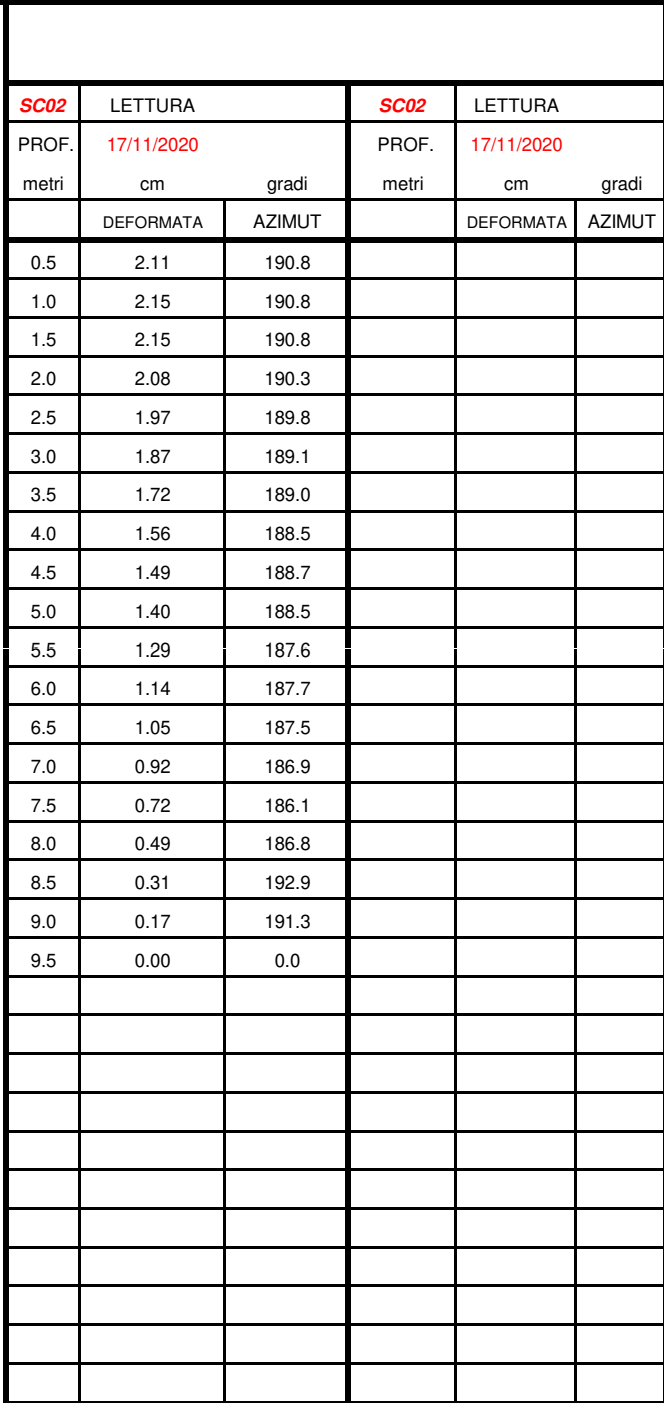 SC02 LETTURA SC02 LETTURA
PROF. 17/11/2020 PROF. 17/11/2020
metri cm gradi metri cm gradi
DEFORMATA AZIMUT DEFORMATA AZIMUT
0.5 2.11 190.8
1.0 2.15 190.8
1.5 2.15 190.8
2.0 2.08 190.3
2.5 1.97 189.8
3.0 1.87 189.1
3.5 1.72 189.0
4.0 1.56 188.5
4.5 1.49 188.7
5.0 1.40 188.5
5.5 1.29 187.6
6.0 1.14 187.7
6.5 1.05 187.5
7.0 0.92 186.9
7.5 0.72 186.1
8.0 0.49 186.8
8.5 0.31 192.9
9.0 0.17 191.3
9.5 0.00 0.0